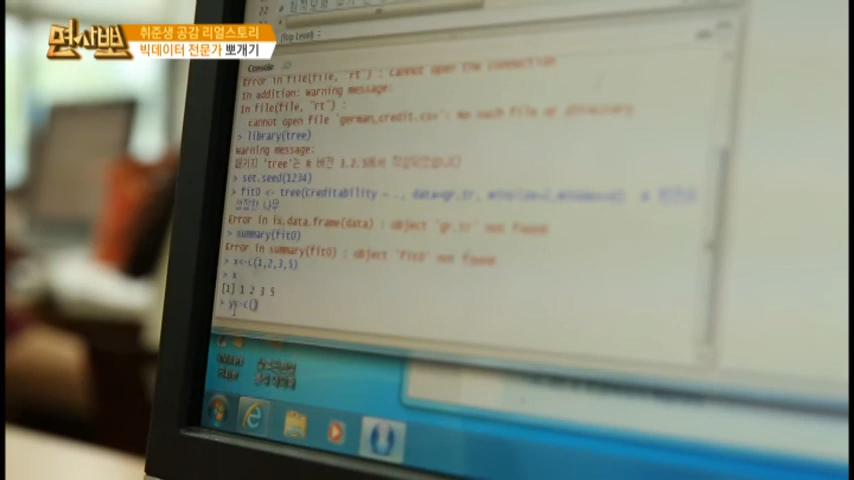 면사뽀
취준생 공감 리얼스토리
빅데이터 전문가 뽀개기
(Top Level) :
Console
Error in file(file, "rt") : cannot open the connection
In addition: Warning message:
In file(file, "rt") :
cannot open file 'german_credit.csv': No such file or directory
> library(tree)
Warning message:
패키지 'tree'는 R 버전 3.2.5에서 작성되었습니다
> set.seed(1234)
> fit0 <- tree(Creditability ~ ., data=gr.tr,
Error in is.data.frame(data) : object 'gr.tr' not found
> summary(fit0)
Error in summary(fit0) : object 'fit0' not found
> x<-c(1,2,3,5)
> x
[1] 1 2 3 5
> y<-c()